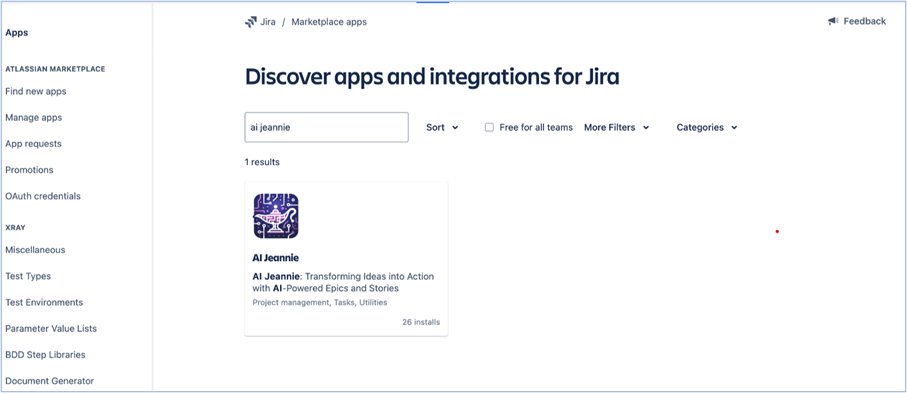 Apps
ATLASSIAN MARKETPLACE
Find new apps
Manage apps
App requests
Promotions
OAuth credentials
XRAY
Miscellaneous
Test Types
Test Environments
Parameter Value Lists
BDD Step Libraries
Document Generator
Jira / Marketplace apps
Feedback
Discover apps and integrations for Jira
ai jeannie
Sort
Free for all teams
More Filters
Categories
1 results
AI Jeannie
AI Jeannie: Transforming Ideas into Action
with AI-Powered Epics and Stories
Project management, Tasks, Utilities
26 installs